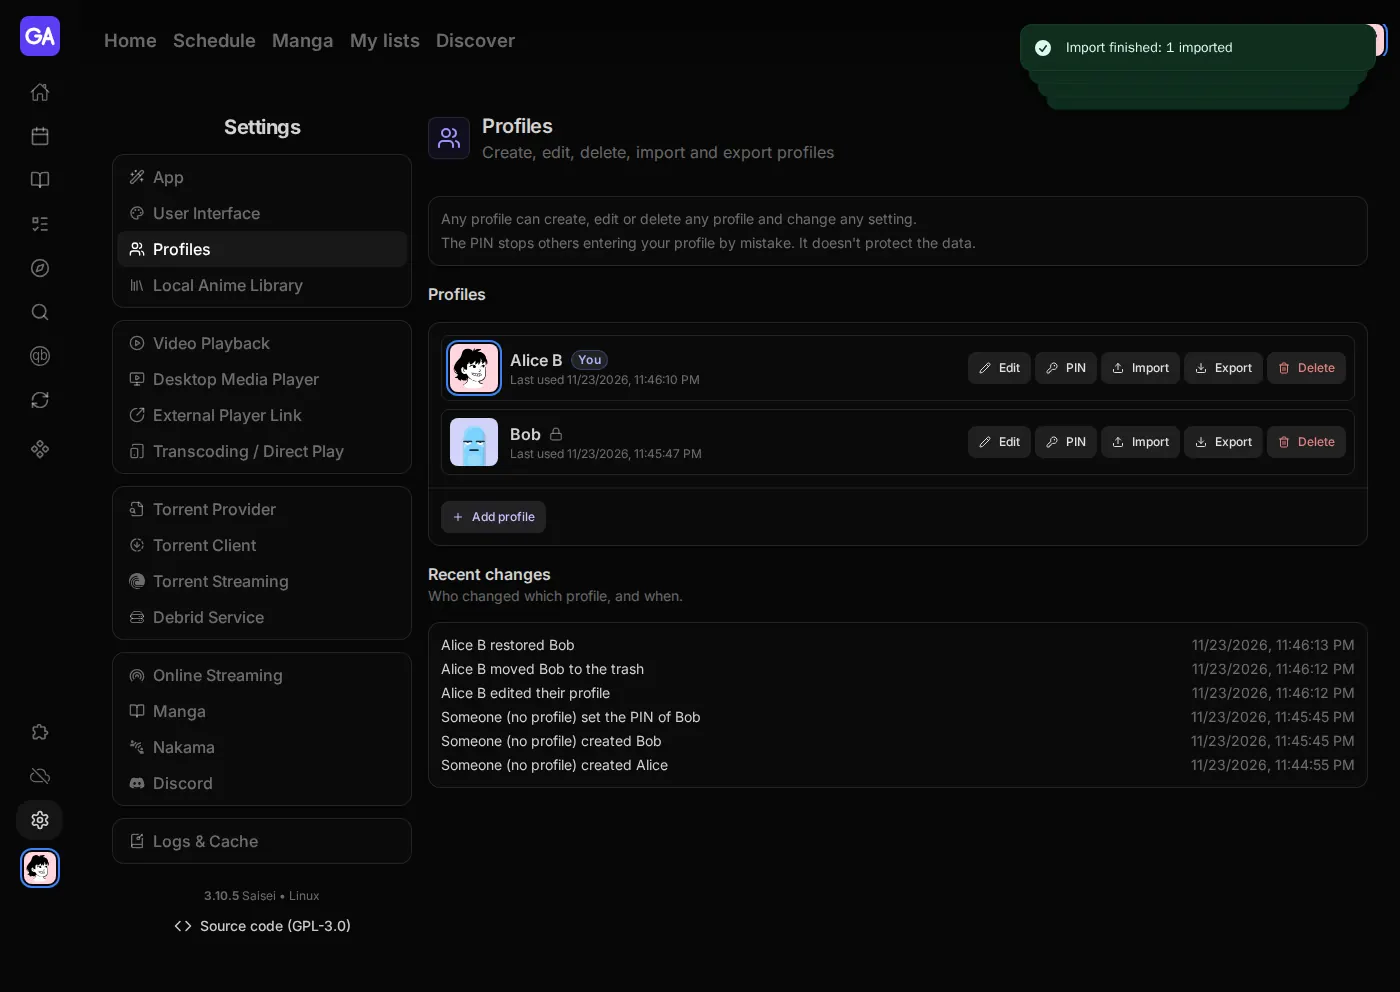 GA
Home Schedule Manga My lists Discover
Import finished: 1 imported
Settings
App
User Interface
Profiles
Local Anime Library
Video Playback
Desktop Media Player
External Player Link
Transcoding / Direct Play
Torrent Provider
Torrent Client
Torrent Streaming
Debrid Service
Online Streaming
Manga
Nakama
Discord
Logs & Cache
3.10.5 Saisei • Linux
Source code (GPL-3.0)
Profiles
Create, edit, delete, import and export profiles
Any profile can create, edit or delete any profile and change any setting.
The PIN stops others entering your profile by mistake. It doesn't protect the data.
Profiles
Alice B You
Last used 11/23/2026, 11:46:10 PM
Edit PIN Import Export Delete
Bob
Last used 11/23/2026, 11:45:47 PM
Edit PIN Import Export Delete
Add profile
Recent changes
Who changed which profile, and when.
Alice B restored Bob 11/23/2026, 11:46:13 PM
Alice B moved Bob to the trash 11/23/2026, 11:46:12 PM
Alice B edited their profile 11/23/2026, 11:46:12 PM
Someone (no profile) set the PIN of Bob 11/23/2026, 11:45:45 PM
Someone (no profile) created Bob 11/23/2026, 11:45:45 PM
Someone (no profile) created Alice 11/23/2026, 11:44:55 PM